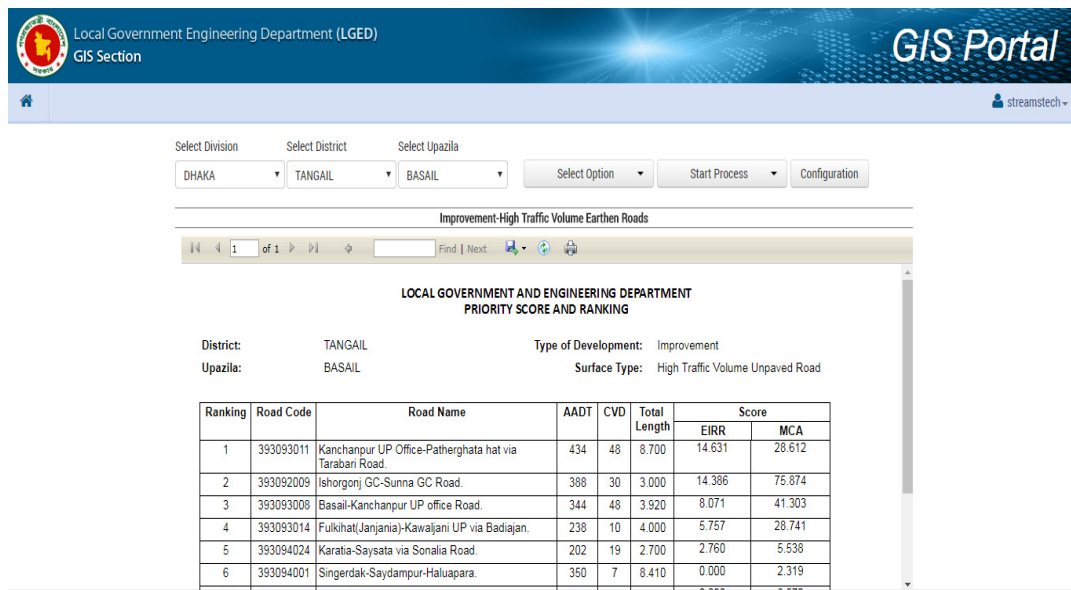 Local Government Engineering Department (LGED)
GIS Section
GIS Portal
streamstech
Select Division Select District Select Upazila
DHAKA TANGAIL BASAIL Select Option Start Process Configuration
Improvement-High Traffic Volume Earthen Roads
1 of 1 Find | Next
LOCAL GOVERNMENT AND ENGINEERING DEPARTMENT
PRIORITY SCORE AND RANKING
District: TANGAIL Type of Development: Improvement
Upazila: BASAIL Surface Type: High Traffic Volume Unpaved Road
Ranking Road Code Road Name AADT CVD Total Length Score
EIRR MCA
1 393093011 Kanchanpur UP Office-Patherghata hat via Tarabari Road. 434 48 8.700 14.631 28.612
2 393092009 Ishorgonj GC-Sunna GC Road. 388 30 3.000 14.386 75.874
3 393093008 Basail-Kanchanpur UP office Road. 344 48 3.920 8.071 41.303
4 393093014 Fulkihat(Janjania)-Kawaljani UP via Badiajan. 238 10 4.000 5.757 28.741
5 393094024 Karatia-Saysata via Sonalia Road. 202 19 2.700 2.760 5.538
6 393094001 Singerdak-Saydampur-Haluapara. 350 7 8.410 0.000 2.319